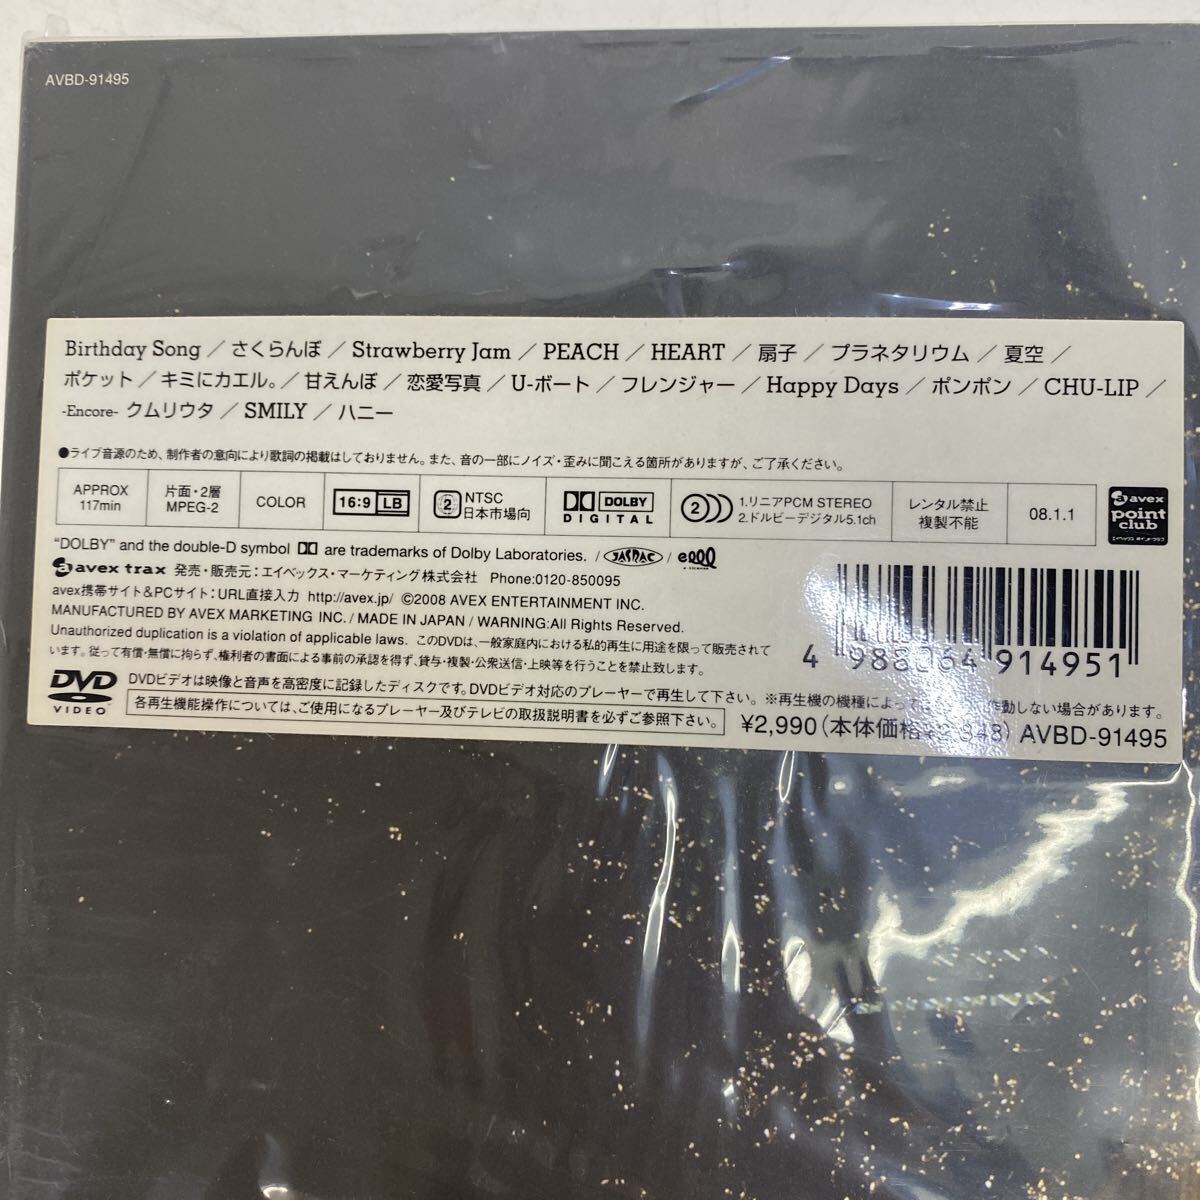 AVBD-91495
Birthday Song ／ さくらんぼ ／ Strawberry Jam ／ PEACH ／ HEART ／ 扇子 ／ プラネタリウム ／ 夏空 ／
ポケット ／ キミにカエル。 ／ 甘えんぼ ／ 恋愛写真 ／ U-ボート ／ フレンジャー ／ Happy Days ／ ポンポン ／ CHU-LIP ／
-Encore- クムリウタ ／ SMILY ／ ハニー
●ライブ音源のため、制作者の意向により歌詞の掲載はしておりません。また、音の一部にノイズ・歪みに聞こえる箇所がありますが、ご了承ください。
APPROX 117min 片面・2層 MPEG-2 COLOR 16:9 LB 2 NTSC 日本市場向 DOLBY DIGITAL 2 1.リニアPCM STEREO 2.ドルビーデジタル5.1ch レンタル禁止 複製不能 08.1.1 avex point club
"DOLBY" and the double-D symbol are trademarks of Dolby Laboratories. / JASRAC /
avex trax 発売・販売元：エイベックス・マーケティング株式会社 Phone:0120-850095
avex携帯サイト&PCサイト：URL直接入力 http://avex.jp/ ©2008 AVEX ENTERTAINMENT INC.
MANUFACTURED BY AVEX MARKETING INC. / MADE IN JAPAN / WARNING:All Rights Reserved.
Unauthorized duplication is a violation of applicable laws. このDVDは、一般家庭内における私的再生に用途を限って販売されて
います。従って有償・無償に拘らず、権利者の書面による事前の承認を得ず、貸与・複製・公衆送信・上映等を行うことを禁止致します。
4 988064 914951
DVD VIDEO DVDビデオは映像と音声を高密度に記録したディスクです。DVDビデオ対応のプレーヤーで再生して下さい。※再生機の機種によっては 作動しない場合があります。
各再生機能操作については、ご使用になるプレーヤー及びテレビの取扱説明書を必ずご参照下さい。
¥2,990（本体価格¥2,848）AVBD-91495